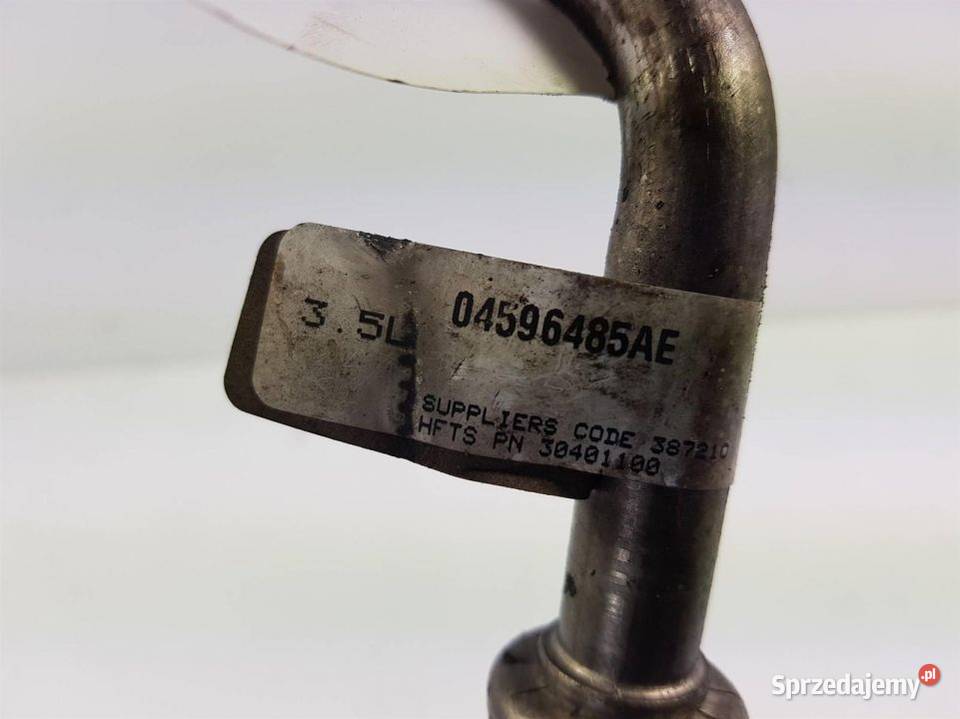 3.5L 04596485AE
SUPPLIERS CODE 387210
HFTS PN 30401100
Sprzedajemy.pl